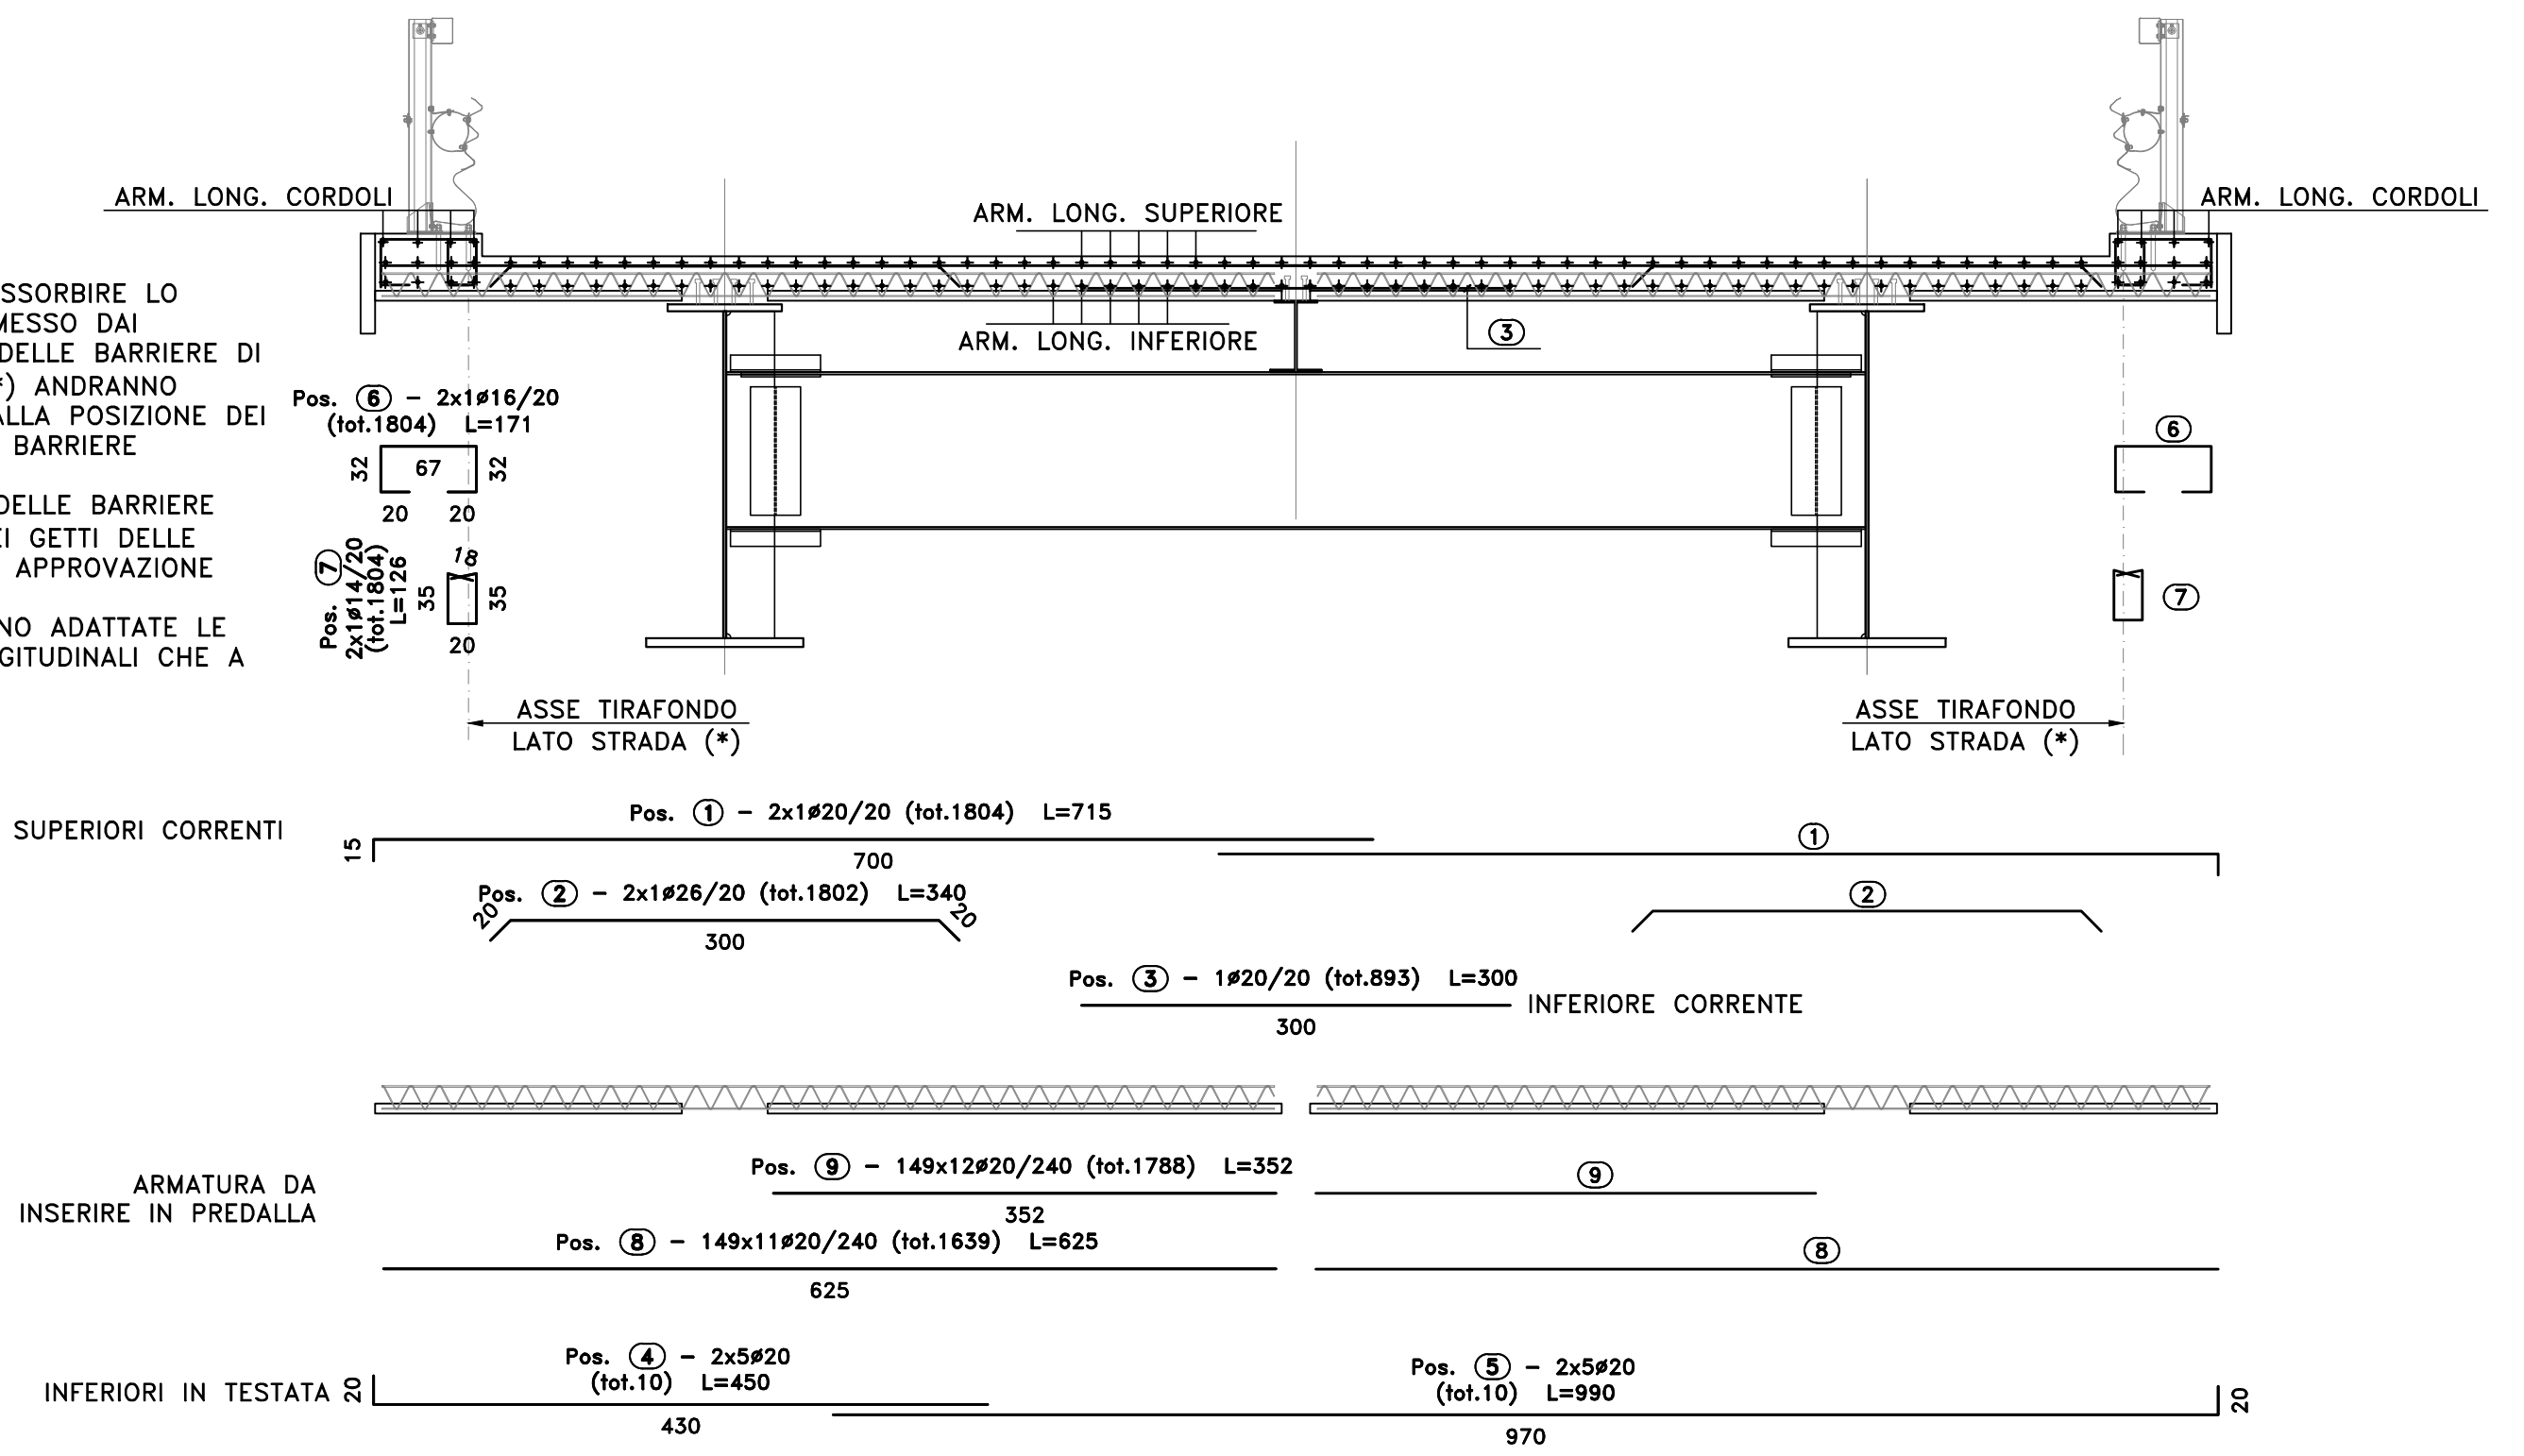 ARM. LONG. CORDOLI
ARM. LONG. SUPERIORE
ARM. LONG. CORDOLI
ARM. LONG. INFERIORE
3
SSORBIRE LO
MESSO DAI
DELLE BARRIERE DI
*) ANDRANNO
ALLA POSIZIONE DEI
BARRIERE
DELLE BARRIERE
EI GETTI DELLE
APPROVAZIONE
NO ADATTATE LE
GITUDINALI CHE A
Pos. 6 - 2x1ø16/20
(tot.1804) L=171
32
67
32
20
20
6
Pos. 7
2x1ø14/20
(tot.1804)
L=126
18
35
35
20
7
ASSE TIRAFONDO
LATO STRADA (*)
ASSE TIRAFONDO
LATO STRADA (*)
SUPERIORI CORRENTI
Pos. 1 - 2x1ø20/20 (tot.1804) L=715
15
700
1
Pos. 2 - 2x1ø26/20 (tot.1802) L=340
20
20
300
2
Pos. 3 - 1ø20/20 (tot.893) L=300
300
INFERIORE CORRENTE
ARMATURA DA
INSERIRE IN PREDALLA
Pos. 9 - 149x12ø20/240 (tot.1788) L=352
352
9
Pos. 8 - 149x11ø20/240 (tot.1639) L=625
625
8
INFERIORI IN TESTATA
Pos. 4 - 2x5ø20
(tot.10) L=450
20
430
Pos. 5 - 2x5ø20
(tot.10) L=990
20
970